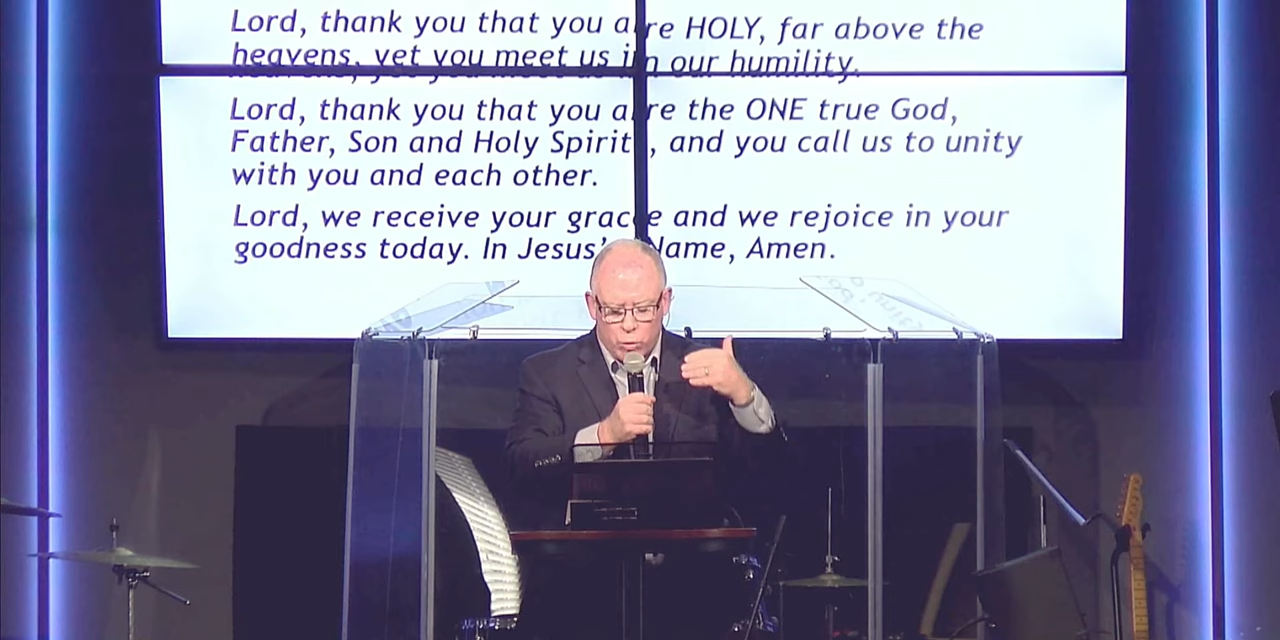 Lord, thank you that you are HOLY, far above the
heavens, yet you meet us in our humility.
Lord, thank you that you are the ONE true God,
Father, Son and Holy Spirit, and you call us to unity
with you and each other.
Lord, we receive your grace and we rejoice in your
goodness today. In Jesus’ Name, Amen.